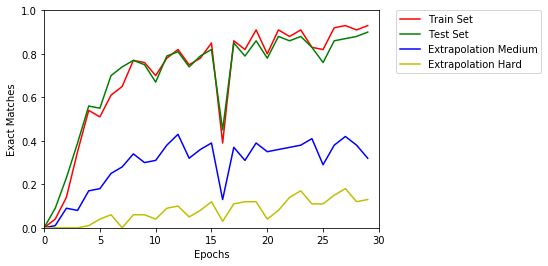 1.0
0.8
0.6
0.4
0.2
0.0
Exact Matches
0 5 10 15 20 25 30
Epochs
Train Set
Test Set
Extrapolation Medium
Extrapolation Hard